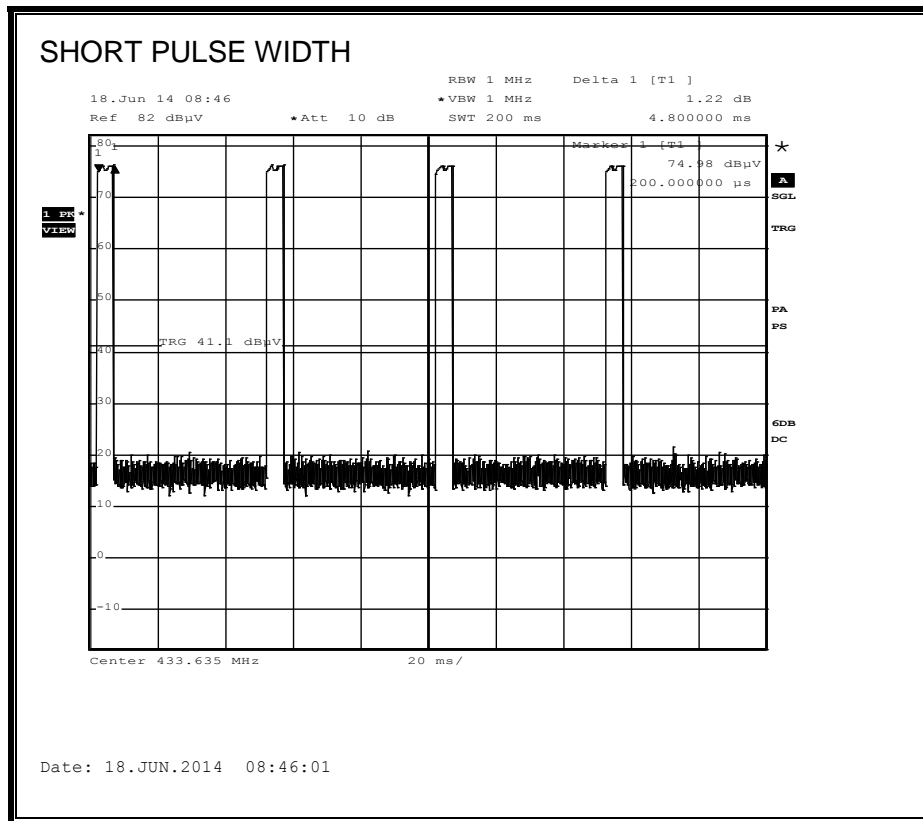 SHORT PULSE WIDTH
RBW 1 MHz Delta 1 [T1 ]
18.Jun 14 08:46 *VBW 1 MHz 1.22 dB
Ref 82 dBµV *Att 10 dB SWT 200 ms 4.800000 ms
80 Marker 1 [T1 ] *
1 1 74.98 dBµV
200.000000 µs A
70 SGL
1 PK *
VIEW TRG
60
50
PA
PS
TRG 41.1 dBµV
40
30
6DB
DC
20
10
0
-10
Center 433.635 MHz 20 ms/
Date: 18.JUN.2014 08:46:01